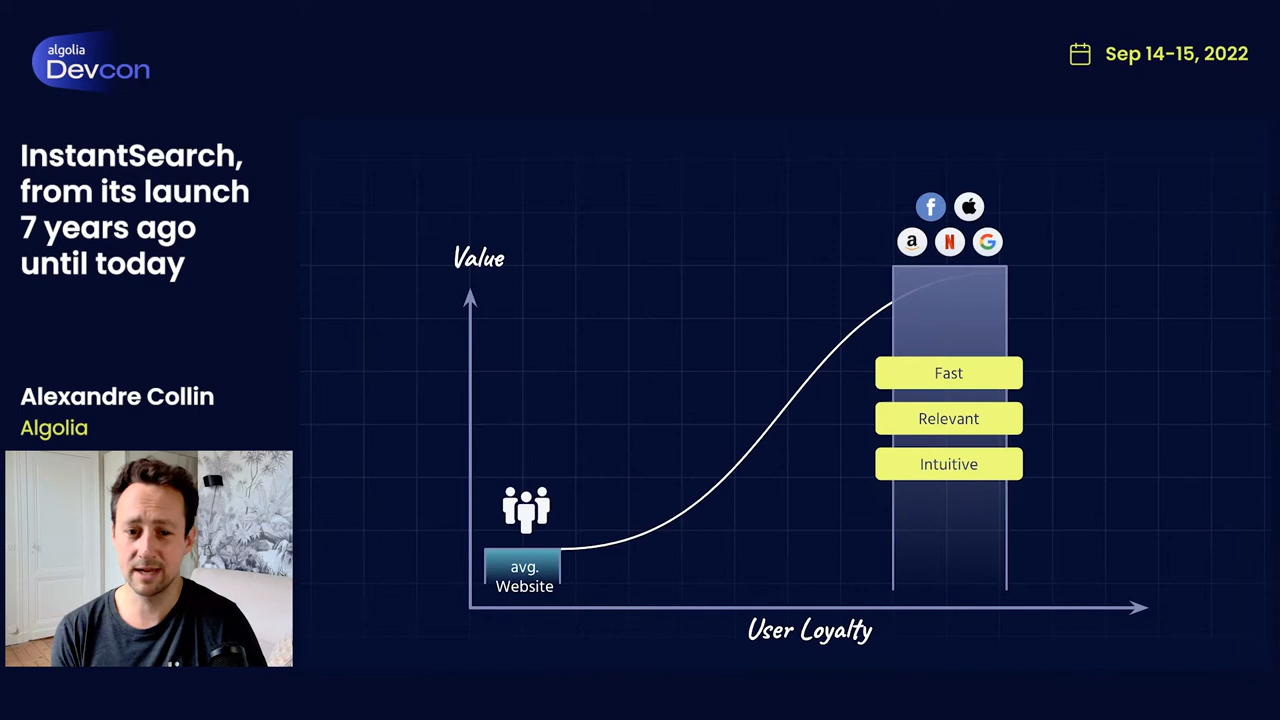 algolia
Devcon
Sep 14-15, 2022
InstantSearch,
from its launch
7 years ago
until today
Alexandre Collin
Algolia
Value
f
a
N
G
Fast
Relevant
Intuitive
avg.
Website
User Loyalty